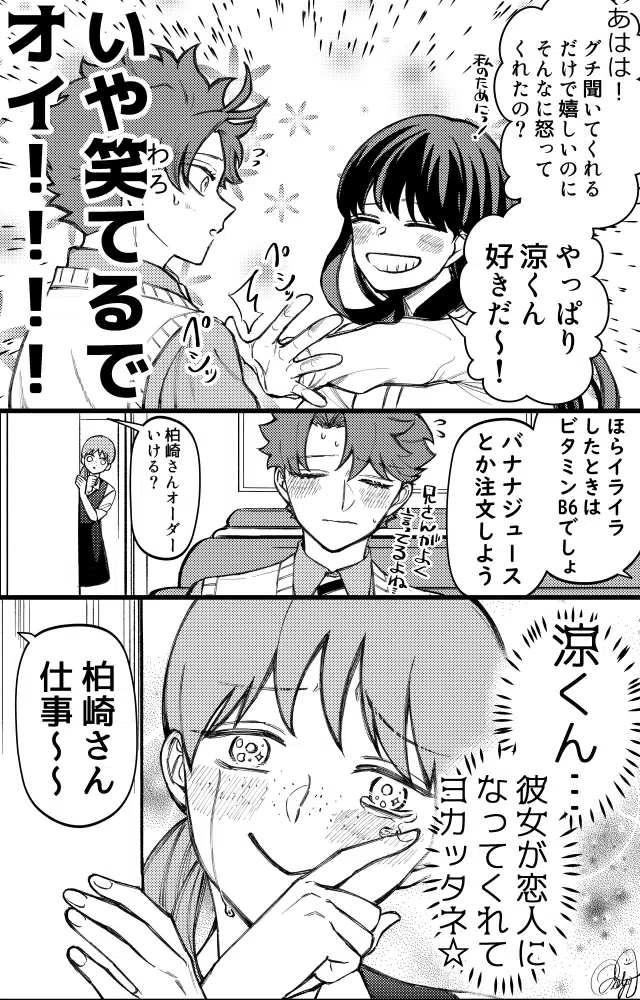 あはは！
グチ聞いてくれる
だけで嬉しいのに
そんなに怒って
くれたの？
私のためにっ！
やっぱり
涼くん
好きだ〜！
ペシッ
ペシッ
いや笑てるで
わろ
オイ！！！！
ほらイライラ
したときは
ビタミンB6でしょ
バナナジュース
とか注文しよう
兄さんがよく
言ってるよね
柏崎さんオーダー
いける？
涼くん…
彼女が恋人に
なってくれて
ヨカッタネ☆
柏崎さん
仕事〜〜